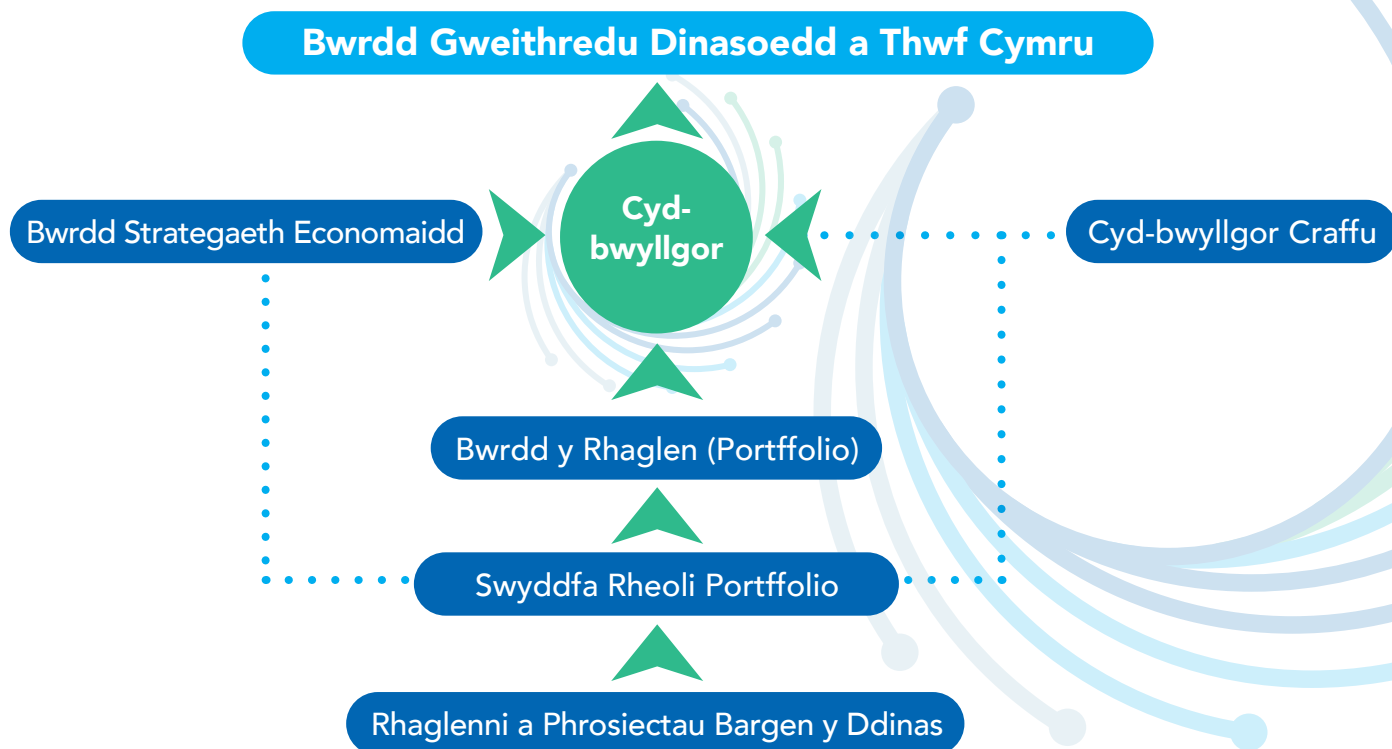 Bwrdd Gweithredu Dinasoedd a Thwf Cymru
Cyd-
bwyllgor
Bwrdd Strategaeth Economaidd
Cyd-bwyllgor Craffu
Bwrdd y Rhaglen (Portffolio)
Swyddfa Rheoli Portffolio
Rhaglenni a Phrosiectau Bargen y Ddinas